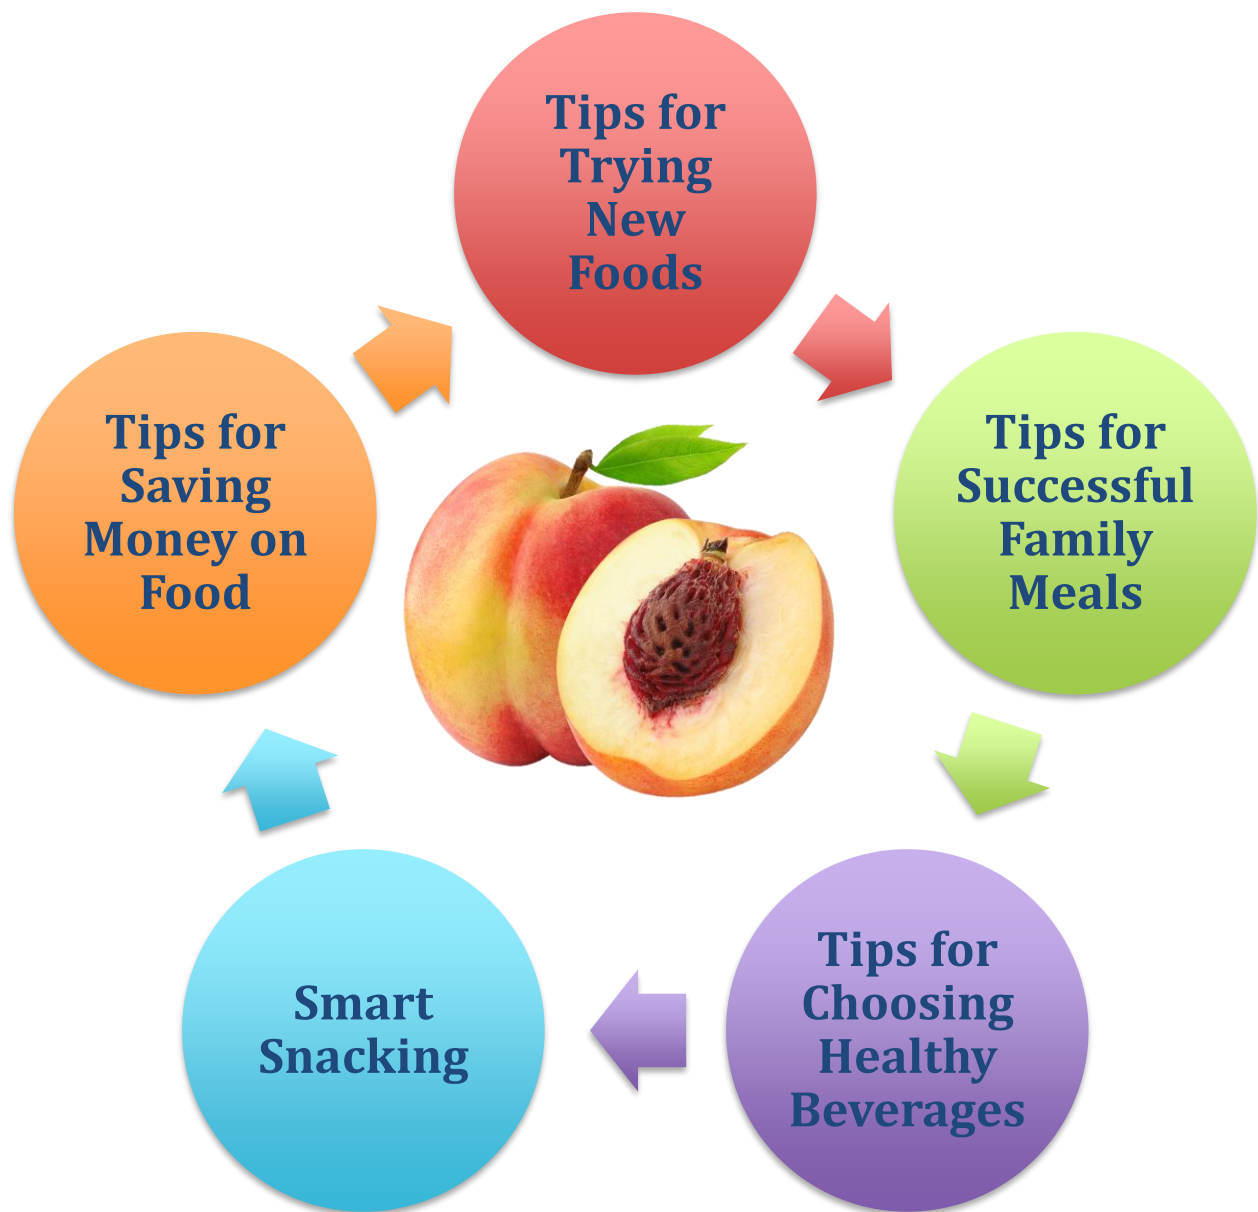 Tips for
Trying
New
Foods
Tips for
Successful
Family
Meals
Tips for
Choosing
Healthy
Beverages
Smart
Snacking
Tips for
Saving
Money on
Food